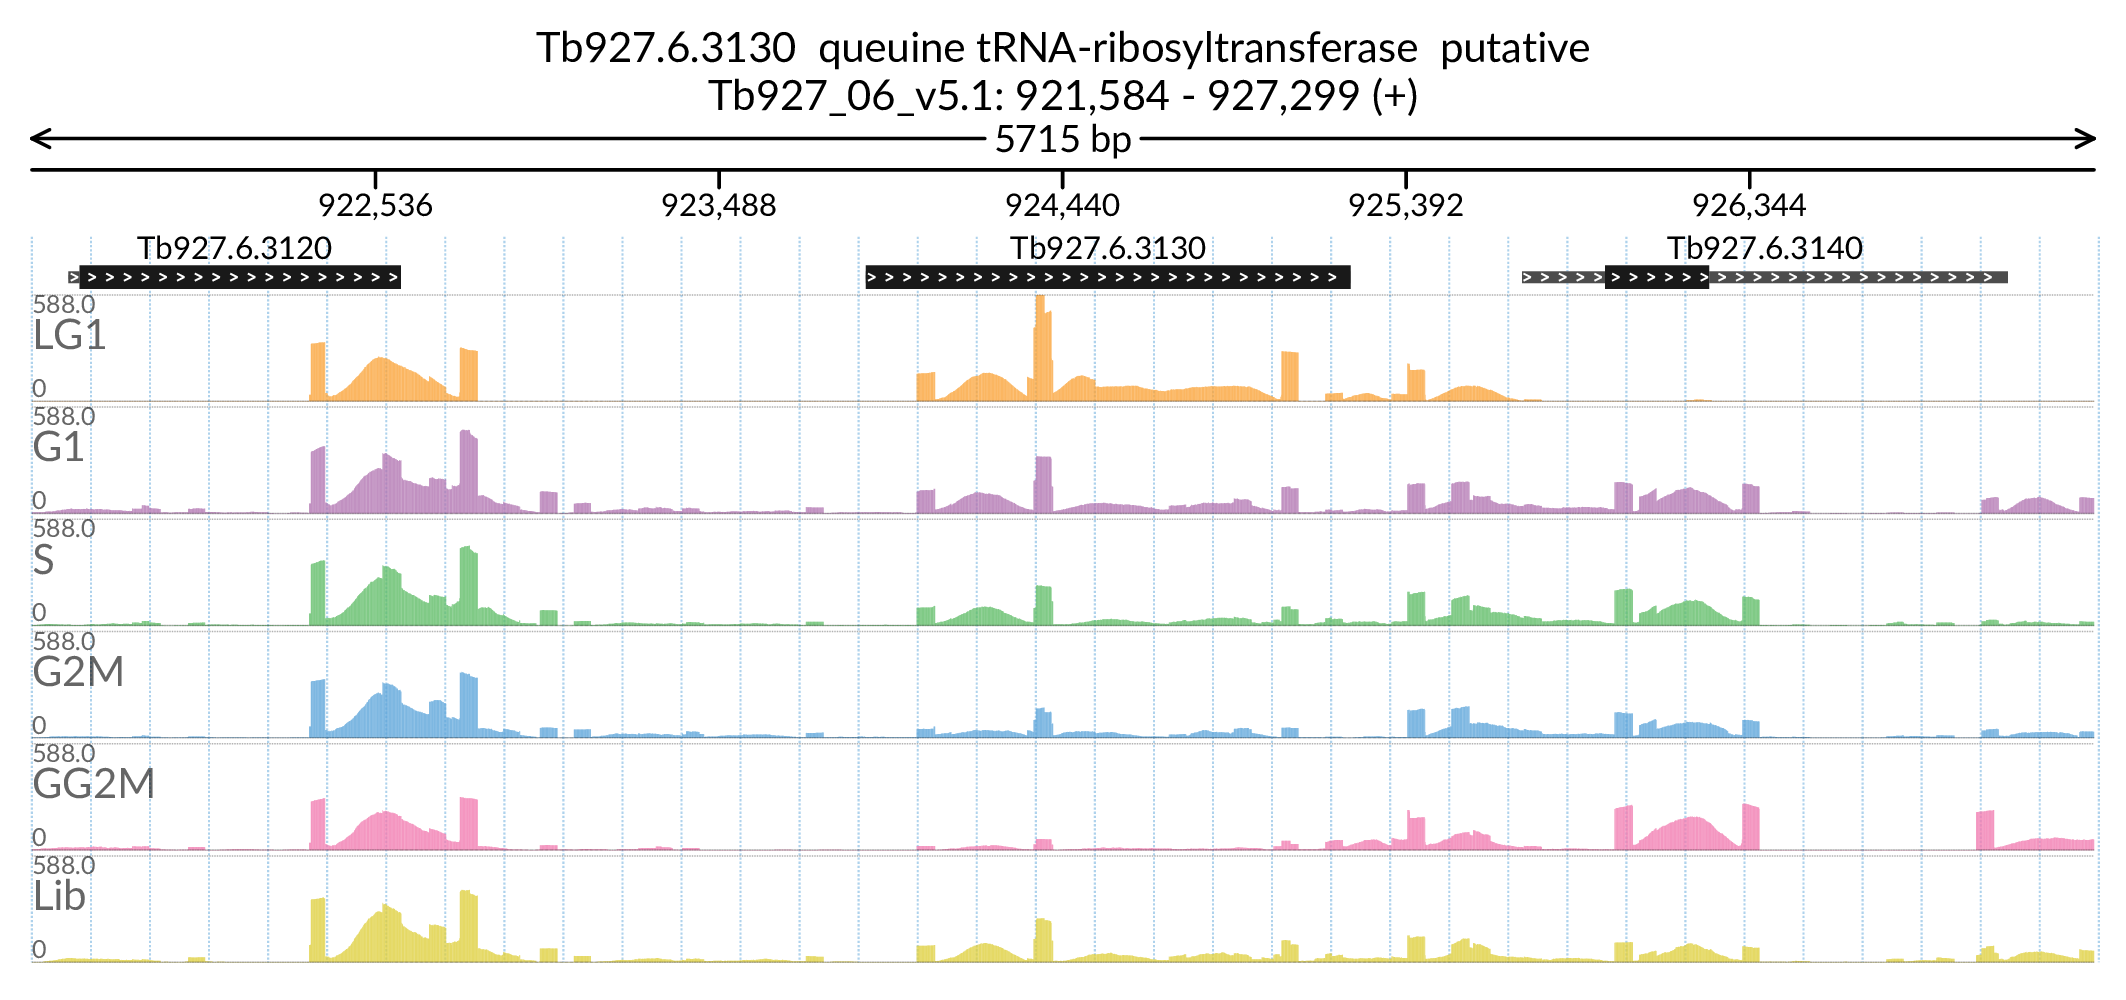 Tb927.6.3130  queuine tRNA-ribosyltransferase  putative
Tb927_06_v5.1: 921,584 - 927,299 (+)
5715 bp
922,536 923,488 924,440 925,392 926,344
Tb927.6.3120 Tb927.6.3130 Tb927.6.3140
588.0
LG1
0
588.0
G1
0
588.0
S
0
588.0
G2M
0
588.0
GG2M
0
588.0
Lib
0